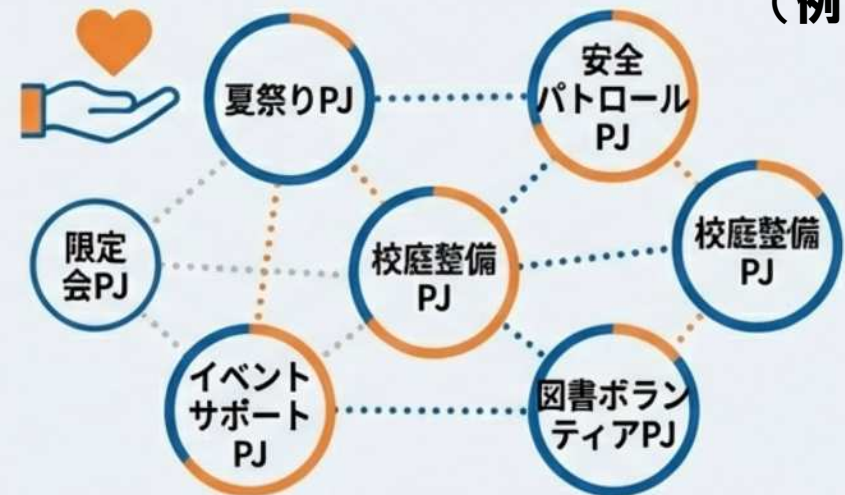 （例
夏祭りPJ
安全
パトロール
PJ
限定
会PJ
校庭整備
PJ
校庭整備
PJ
イベント
サポート
PJ
図書ボラン
ティアPJ